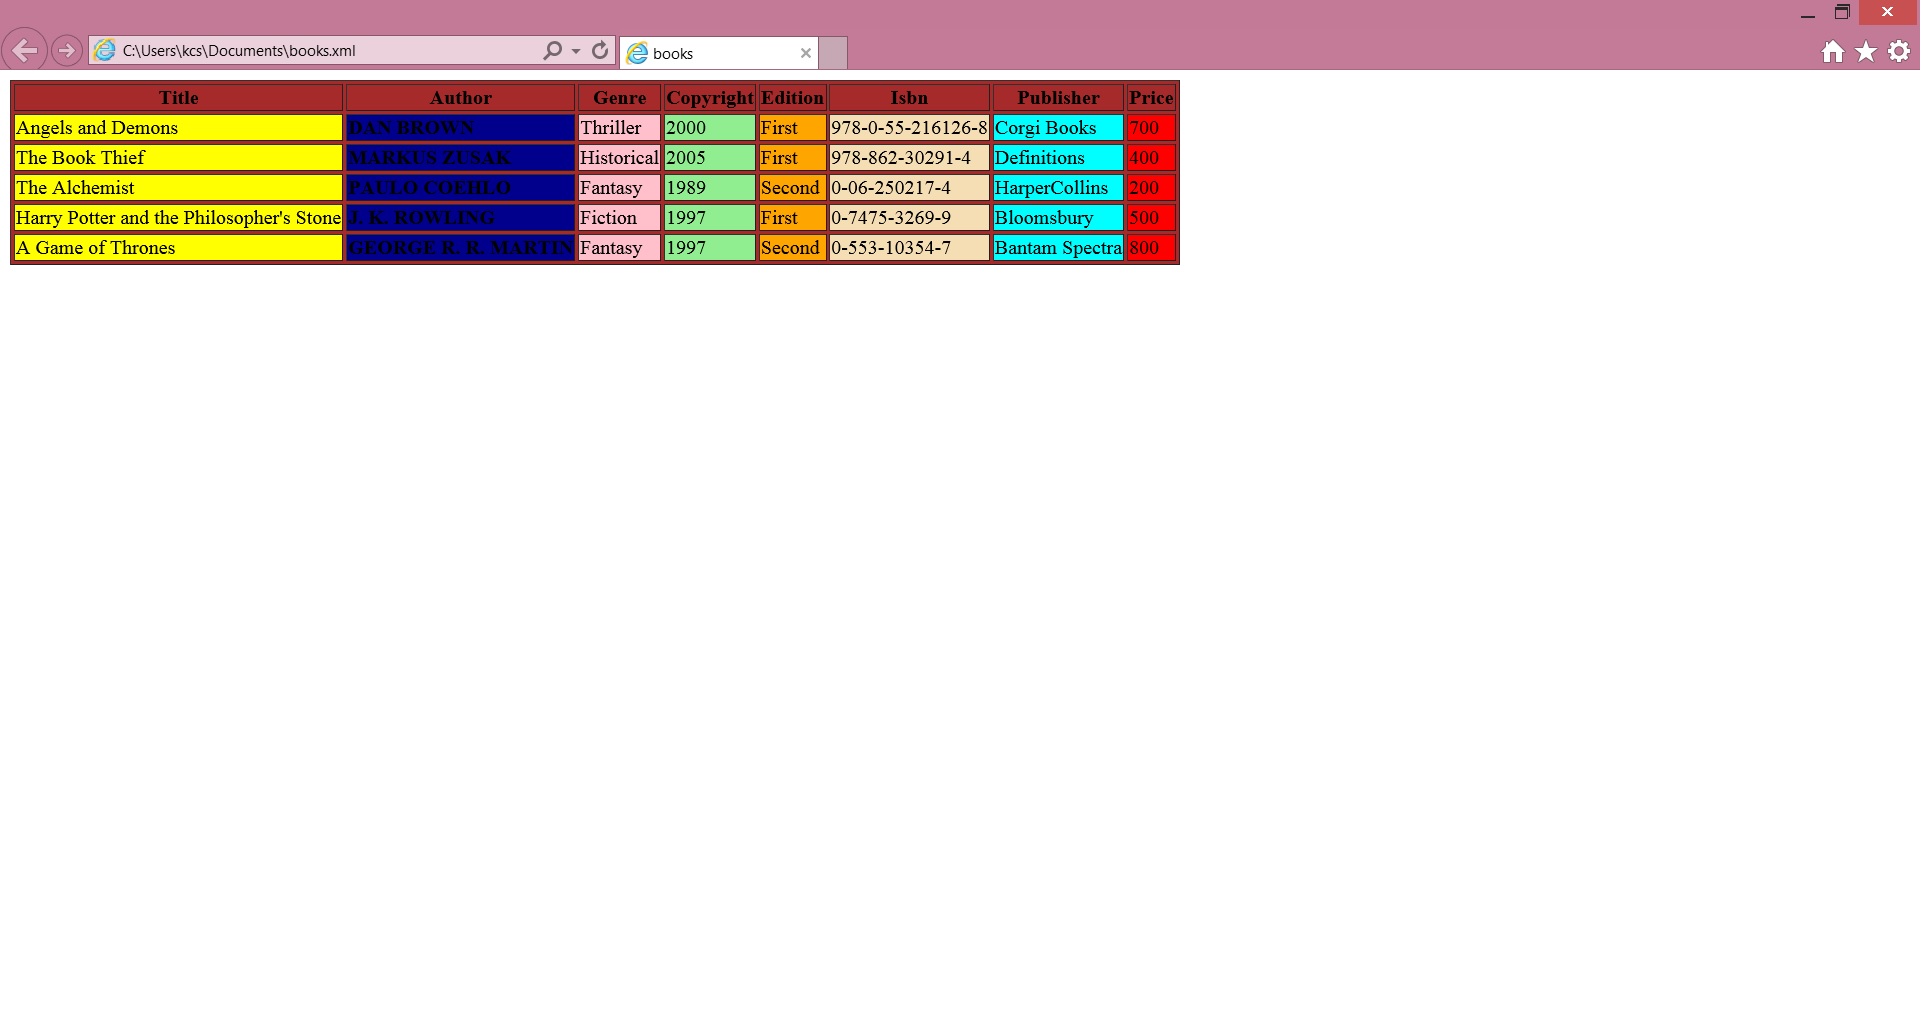 C:\Users\kcs\Documents\books.xml books
Title Author Genre Copyright Edition Isbn Publisher Price
Angels and Demons DAN BROWN Thriller 2000 First 978-0-55-216126-8 Corgi Books 700
The Book Thief MARKUS ZUSAK Historical 2005 First 978-862-30291-4 Definitions 400
The Alchemist PAULO COEHLO Fantasy 1989 Second 0-06-250217-4 HarperCollins 200
Harry Potter and the Philosopher's Stone J. K. ROWLING Fiction 1997 First 0-7475-3269-9 Bloomsbury 500
A Game of Thrones GEORGE R. R. MARTIN Fantasy 1997 Second 0-553-10354-7 Bantam Spectra 800